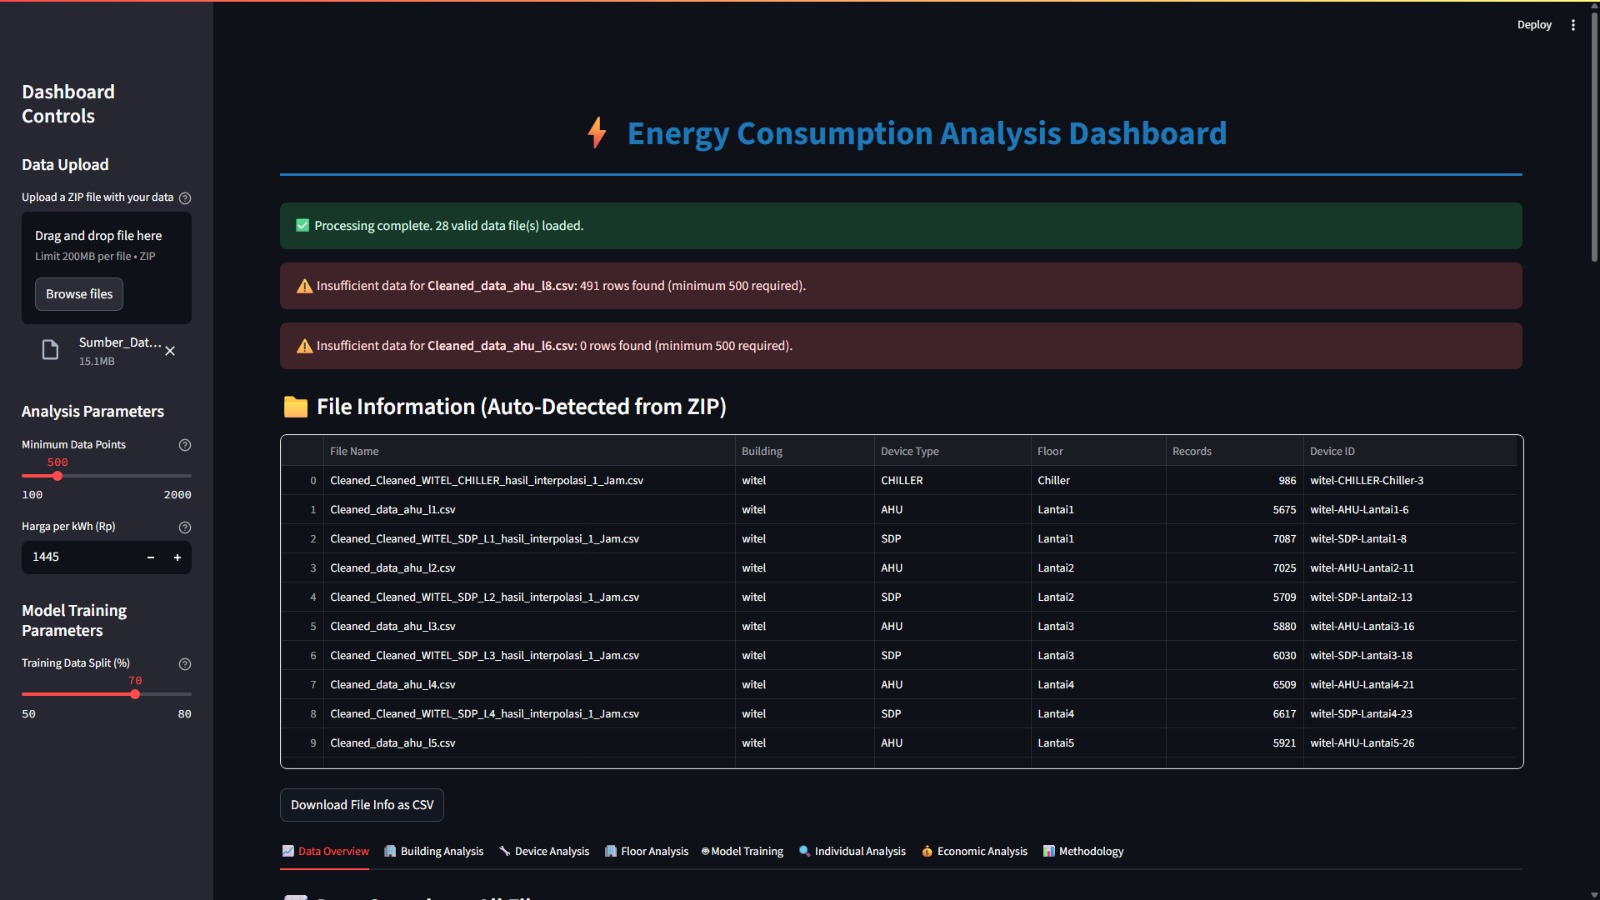 Deploy
Dashboard
Controls
Data Upload
Upload a ZIP file with your data
Drag and drop file here
Limit 200MB per file • ZIP
Browse files
Sumber_Dat...
15.1MB
Analysis Parameters
Minimum Data Points
500
100 2000
Harga per kWh (Rp)
1445 − +
Model Training
Parameters
Training Data Split (%)
70
50 80
Energy Consumption Analysis Dashboard
Processing complete. 28 valid data file(s) loaded.
Insufficient data for Cleaned_data_ahu_l8.csv: 491 rows found (minimum 500 required).
Insufficient data for Cleaned_data_ahu_l6.csv: 0 rows found (minimum 500 required).
File Information (Auto-Detected from ZIP)
File Name Building Device Type Floor Records Device ID
0 Cleaned_Cleaned_WITEL_CHILLER_hasil_interpolasi_1_Jam.csv witel CHILLER Chiller 986 witel-CHILLER-Chiller-3
1 Cleaned_data_ahu_l1.csv witel AHU Lantai1 5675 witel-AHU-Lantai1-6
2 Cleaned_Cleaned_WITEL_SDP_L1_hasil_interpolasi_1_Jam.csv witel SDP Lantai1 7087 witel-SDP-Lantai1-8
3 Cleaned_data_ahu_l2.csv witel AHU Lantai2 7025 witel-AHU-Lantai2-11
4 Cleaned_Cleaned_WITEL_SDP_L2_hasil_interpolasi_1_Jam.csv witel SDP Lantai2 5709 witel-SDP-Lantai2-13
5 Cleaned_data_ahu_l3.csv witel AHU Lantai3 5880 witel-AHU-Lantai3-16
6 Cleaned_Cleaned_WITEL_SDP_L3_hasil_interpolasi_1_Jam.csv witel SDP Lantai3 6030 witel-SDP-Lantai3-18
7 Cleaned_data_ahu_l4.csv witel AHU Lantai4 6509 witel-AHU-Lantai4-21
8 Cleaned_Cleaned_WITEL_SDP_L4_hasil_interpolasi_1_Jam.csv witel SDP Lantai4 6617 witel-SDP-Lantai4-23
9 Cleaned_data_ahu_l5.csv witel AHU Lantai5 5921 witel-AHU-Lantai5-26
Download File Info as CSV
Data Overview Building Analysis Device Analysis Floor Analysis Model Training Individual Analysis Economic Analysis Methodology